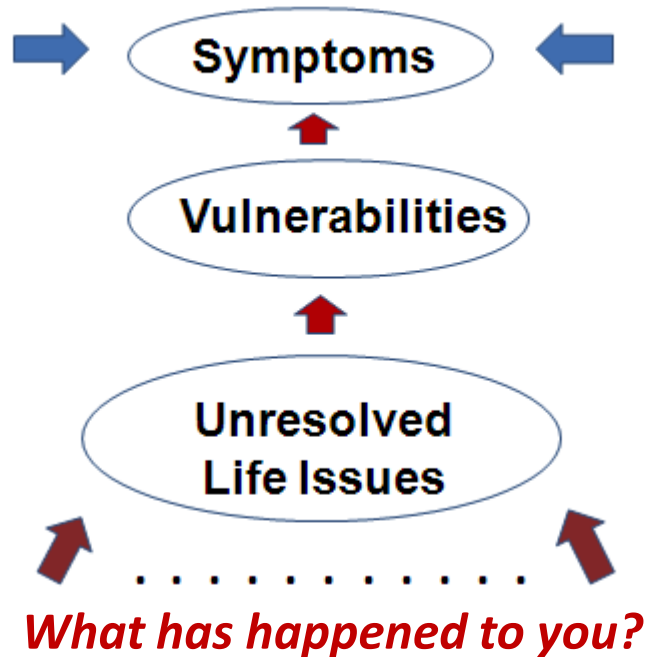 Symptoms
Vulnerabilities
Unresolved
Life Issues
. . . . . . . . . . .
What has happened to you?